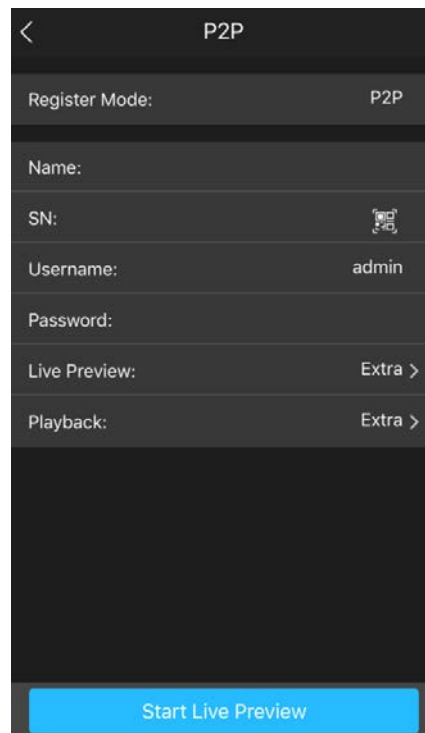 P2P
Register Mode: P2P
Name:
SN:
Username: admin
Password:
Live Preview: Extra
Playback: Extra
Start Live Preview